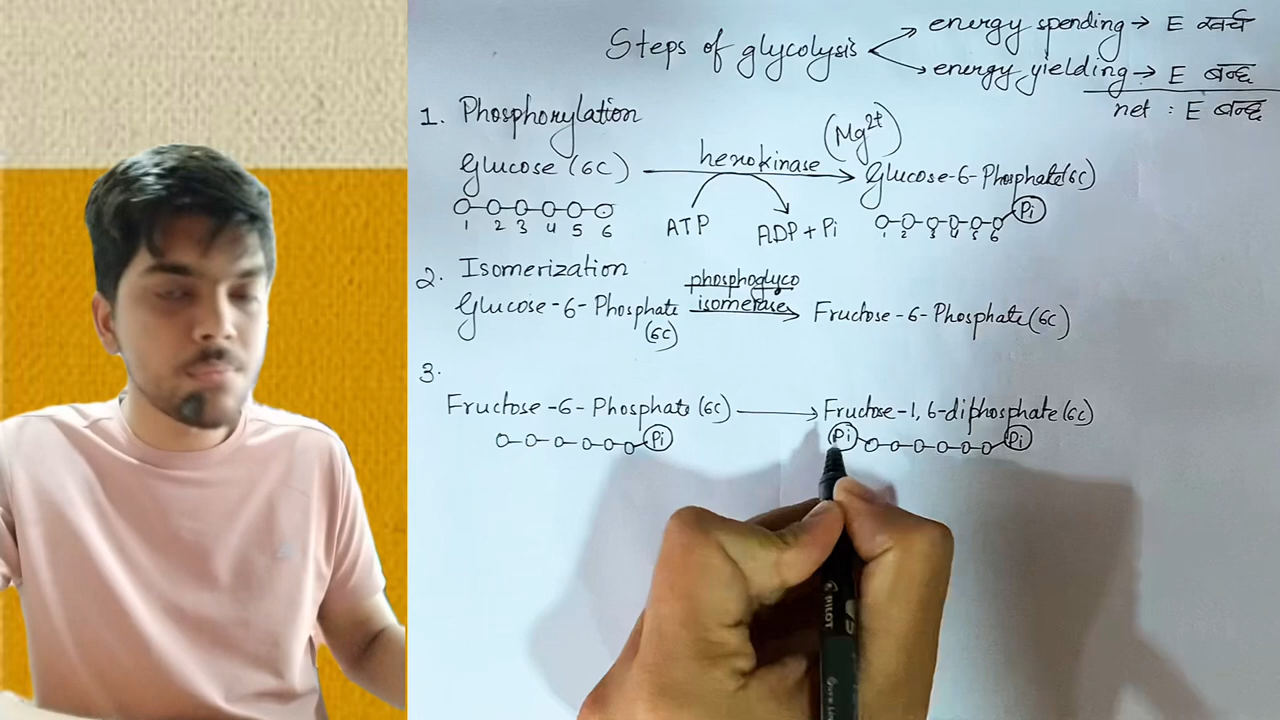 Steps of glycolysis
energy spending → E खर्च
energy yielding → E बन्छ
net : E बन्छ
1. Phosphorylation
(Mg2+)
Glucose (6C)
hexokinase
Glucose-6-Phosphate(6C)
1 2 3 4 5 6
ATP
ADP + Pi
1 2 3 4 5 6
Pi
2. Isomerization
Glucose-6-Phosphate (6C)
phosphoglyco isomerase
Fructose-6-Phosphate(6C)
3.
Fructose-6-Phosphate (6C) → Fructose-1,6-diphosphate(6C)
Pi
Pi
Pi
PILOT